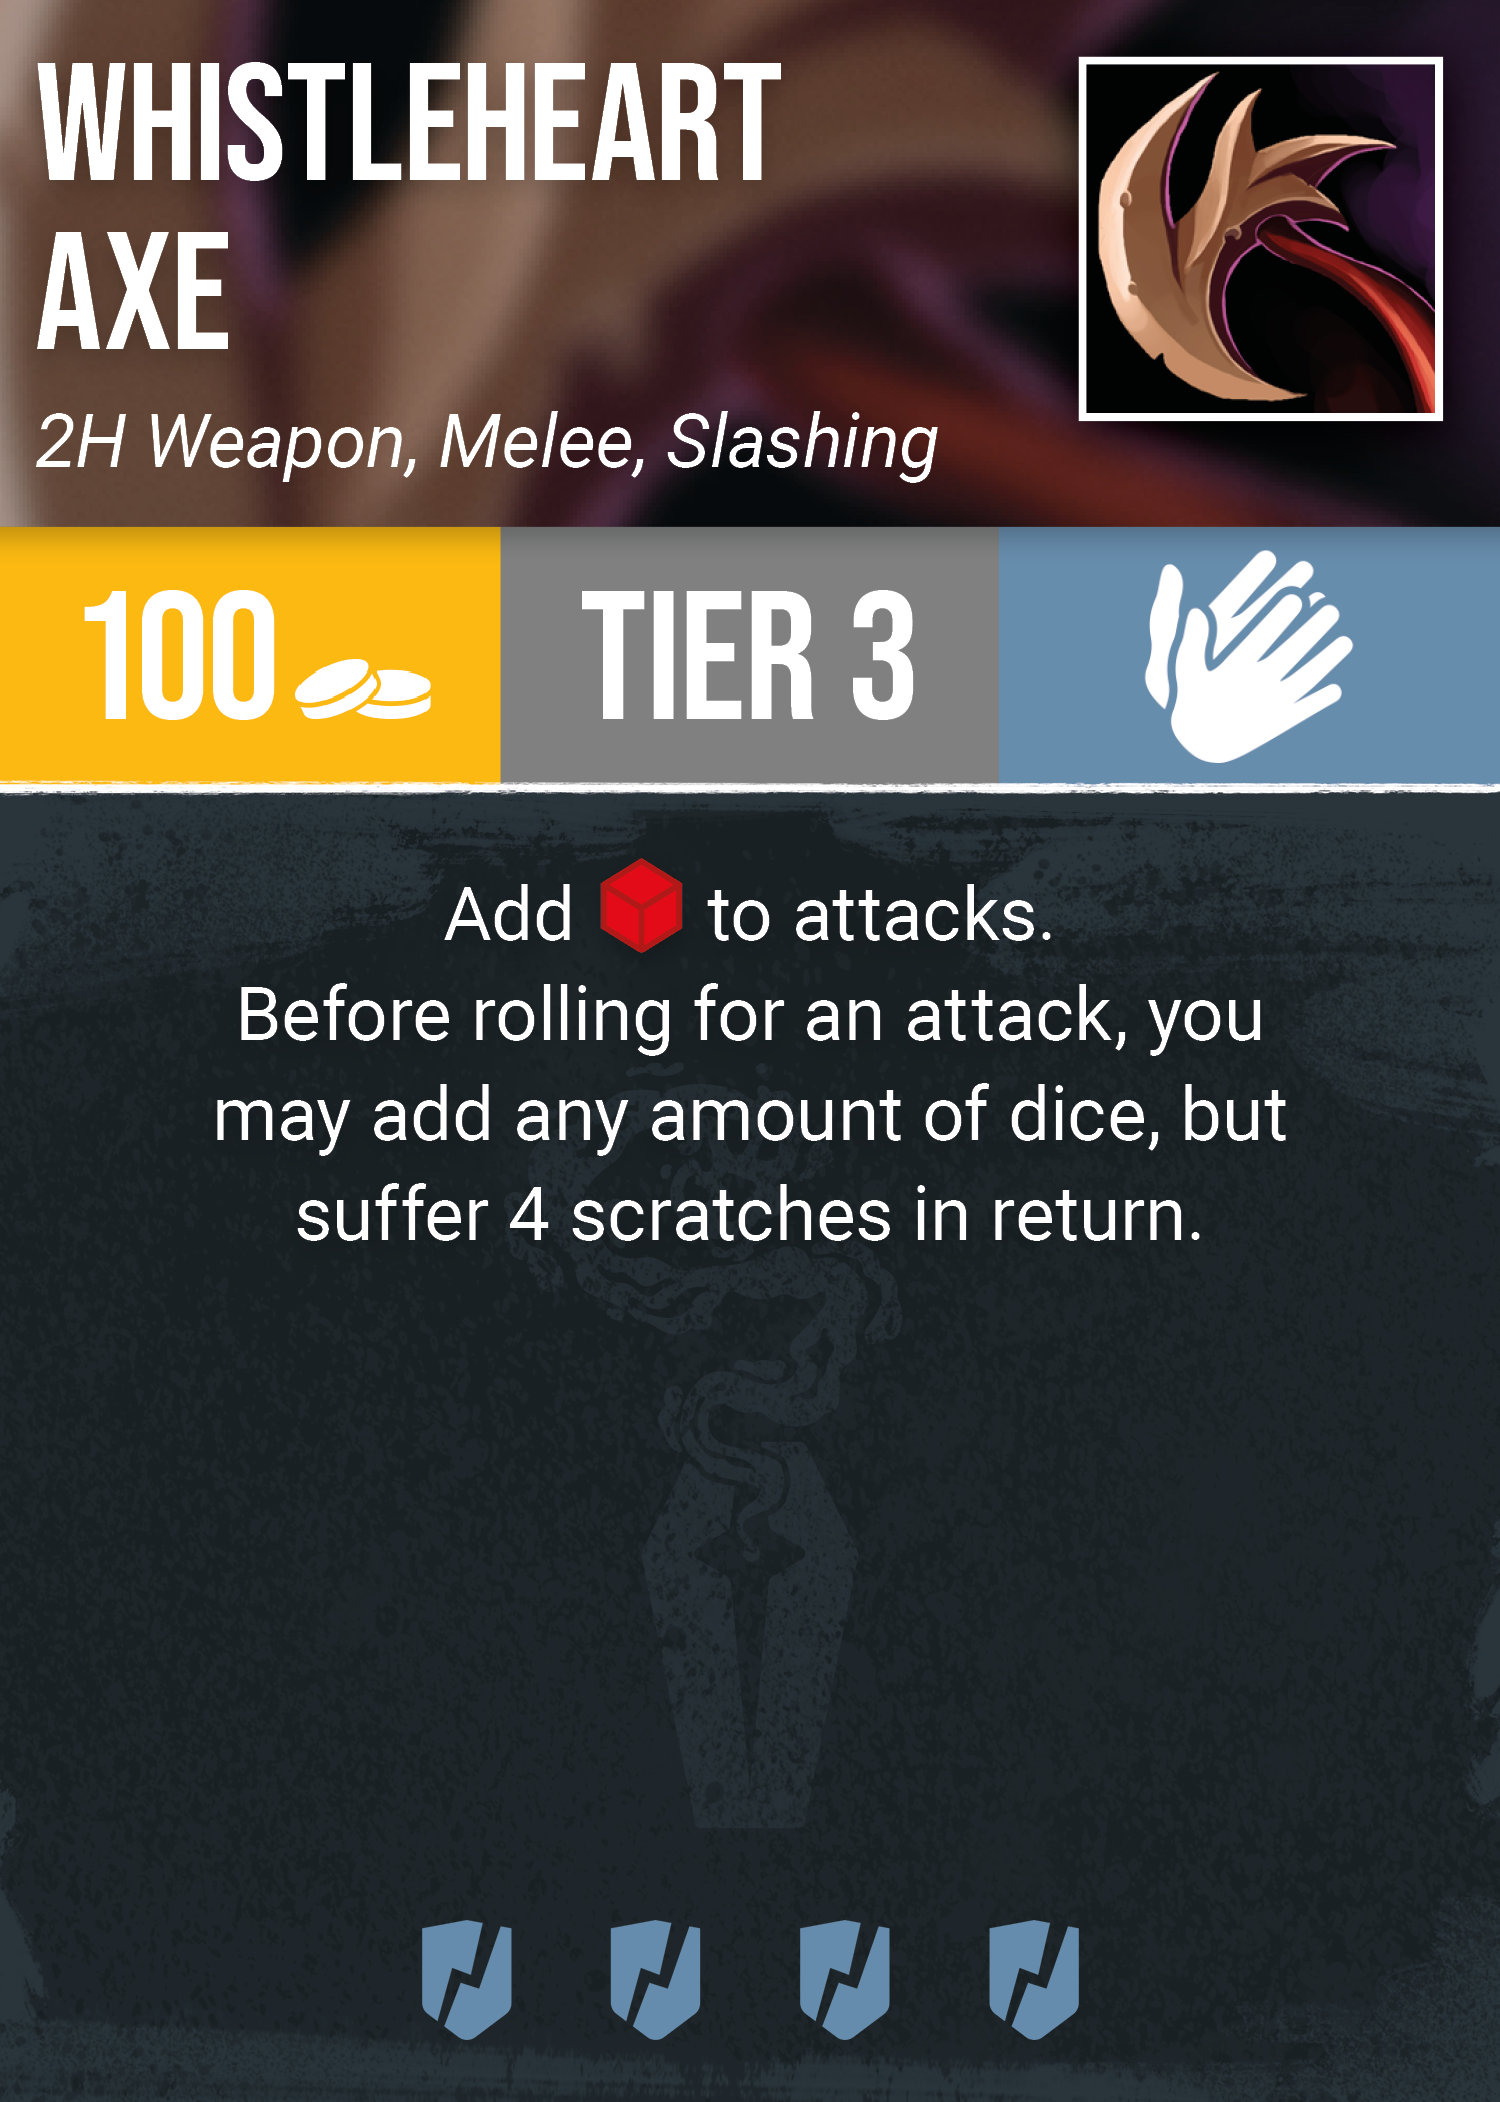 WHISTLEHEART
AXE
2H Weapon, Melee, Slashing
100
TIER 3
Add to attacks.
Before rolling for an attack, you
may add any amount of dice, but
suffer 4 scratches in return.